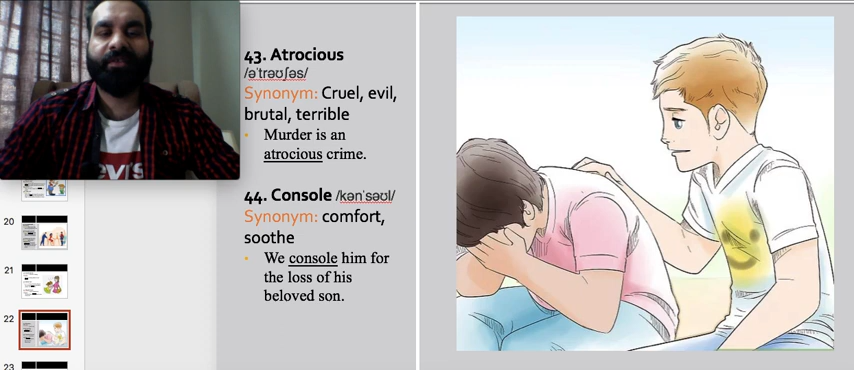 43. Atrocious
/əˈtrəʊʃəs/
Synonym: Cruel, evil,
brutal, terrible
• Murder is an
atrocious crime.
44. Console /kənˈsəʊl/
Synonym: comfort,
soothe
• We console him for
the loss of his
beloved son.
20
21
22
23